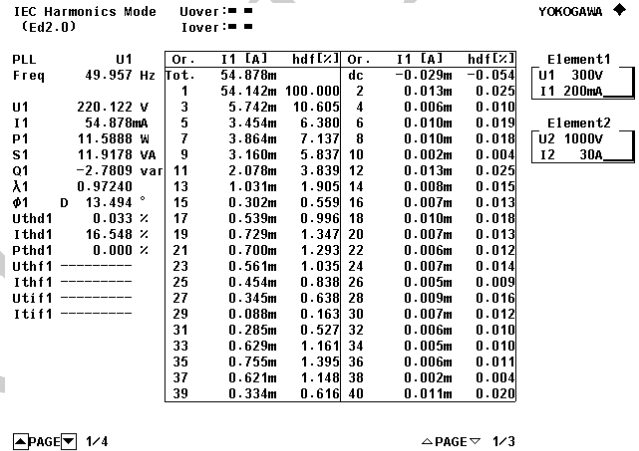 IEC Harmonics Mode Uover:= = YOKOGAWA ◆
(Ed2.0) Iover:= =
PLL U1 Or. I1 [A] hdf[%] Or. I1 [A] hdf[%] Element1
Freq 49.957 Hz Tot. 54.878m dc -0.029m -0.054 U1 300V
1 54.142m 100.000 2 0.013m 0.025 I1 200mA
U1 220.122 V 3 5.742m 10.605 4 0.006m 0.010
I1 54.878mA 5 3.454m 6.380 6 0.010m 0.019 Element2
P1 11.5888 W 7 3.864m 7.137 8 0.010m 0.018 U2 1000V
S1 11.9178 VA 9 3.160m 5.837 10 0.002m 0.004 I2 30A
Q1 -2.7809 var 11 2.078m 3.839 12 0.013m 0.025
λ1 0.97240 13 1.031m 1.905 14 0.008m 0.015
φ1 D 13.494 ° 15 0.302m 0.559 16 0.007m 0.013
Uthd1 0.033 % 17 0.539m 0.996 18 0.010m 0.018
Ithd1 16.548 % 19 0.729m 1.347 20 0.007m 0.013
Pthd1 0.000 % 21 0.700m 1.293 22 0.006m 0.012
Uthf1 --------- 23 0.561m 1.035 24 0.007m 0.014
Ithf1 --------- 25 0.454m 0.838 26 0.005m 0.009
Utif1 --------- 27 0.345m 0.638 28 0.009m 0.016
Itif1 --------- 29 0.088m 0.163 30 0.007m 0.012
31 0.285m 0.527 32 0.006m 0.010
33 0.629m 1.161 34 0.005m 0.010
35 0.755m 1.395 36 0.006m 0.011
37 0.621m 1.148 38 0.002m 0.004
39 0.334m 0.616 40 0.011m 0.020
▲PAGE▼ 1/4 △PAGE▽ 1/3